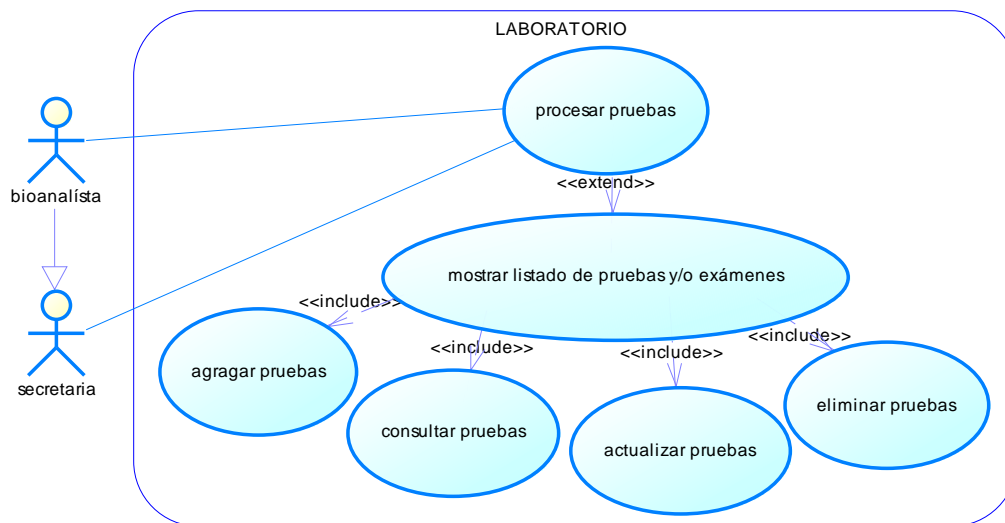 LABORATORIO
procesar pruebas
bioanalísta
<<extend>>
mostrar listado de pruebas y/o exámenes
<<include>>
<<include>>
<<include>>
<<include>>
secretaria
agragar pruebas
consultar pruebas
actualizar pruebas
eliminar pruebas